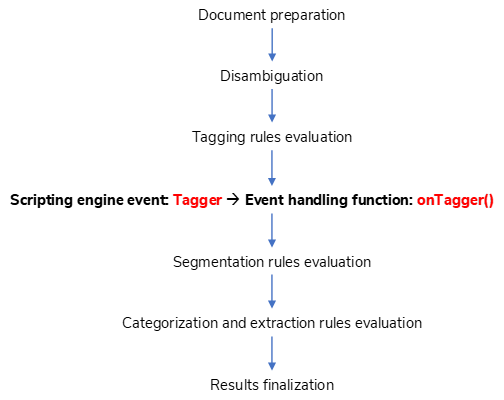 Document preparation
Disambiguation
Tagging rules evaluation
Scripting engine event: Tagger → Event handling function: onTagger()
Segmentation rules evaluation
Categorization and extraction rules evaluation
Results finalization